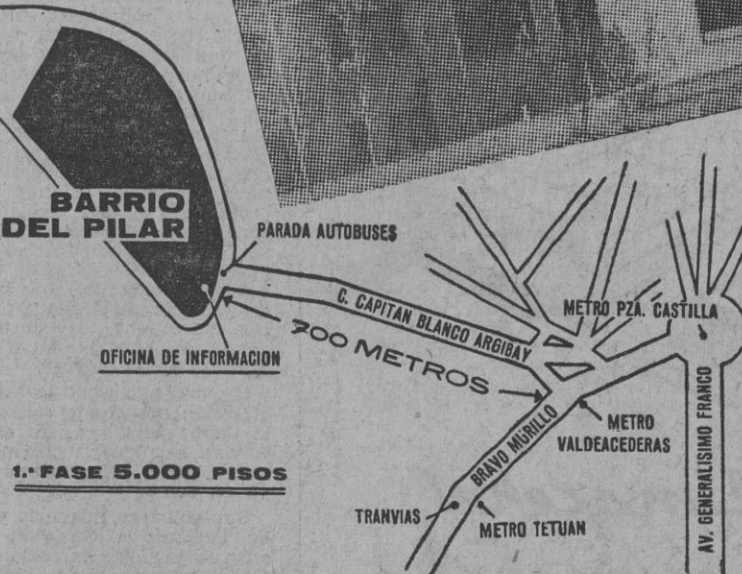 BARRIO
DEL PILAR
PARADA AUTOBUSES
C. CAPITAN BLANCO ARGIBAY
METRO PZA. CASTILLA
OFICINA DE INFORMACION
700 METROS
METRO
VALDEACEDERAS
BRAVO MURILLO
AV. GENERALISIMO FRANCO
1.ª FASE 5.000 PISOS
TRANVIAS
METRO TETUAN